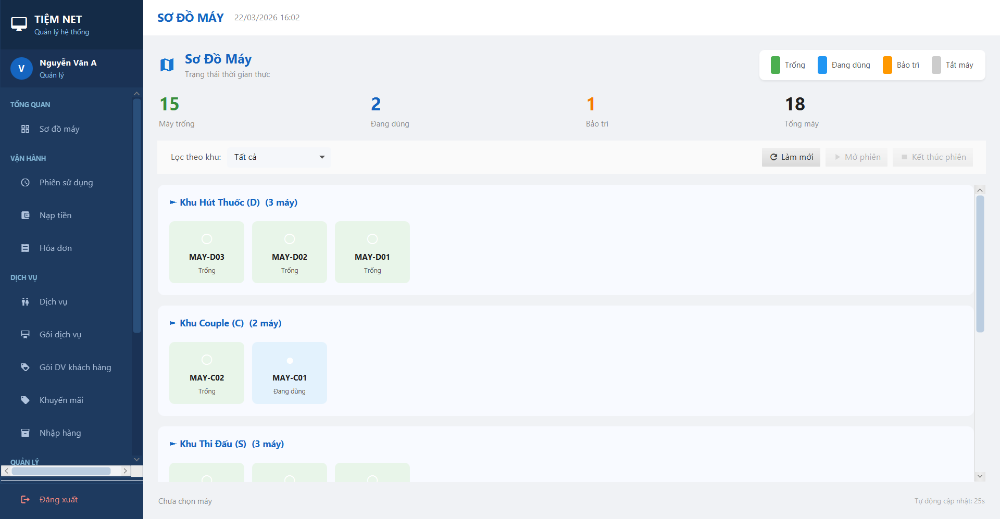 TIỆM NET
Quản lý hệ thống
V
Nguyễn Văn A
Quản lý
TỔNG QUAN
Sơ đồ máy
VẬN HÀNH
Phiên sử dụng
Nạp tiền
Hóa đơn
DỊCH VỤ
Dịch vụ
Gói dịch vụ
Gói DV khách hàng
Khuyến mãi
Nhập hàng
QUẢN LÝ
Đăng xuất
SƠ ĐỒ MÁY 22/03/2026 16:02
Sơ Đồ Máy
Trạng thái thời gian thực
Trống Đang dùng Bảo trì Tắt máy
15 2 1 18
Máy trống Đang dùng Bảo trì Tổng máy
Lọc theo khu: Tất cả Làm mới Mở phiên Kết thúc phiên
► Khu Hút Thuốc (D) (3 máy)
MAY-D03 MAY-D02 MAY-D01
Trống Trống Trống
► Khu Couple (C) (2 máy)
MAY-C02 MAY-C01
Trống Đang dùng
► Khu Thi Đấu (S) (3 máy)
Chưa chọn máy Tự động cập nhật: 25s